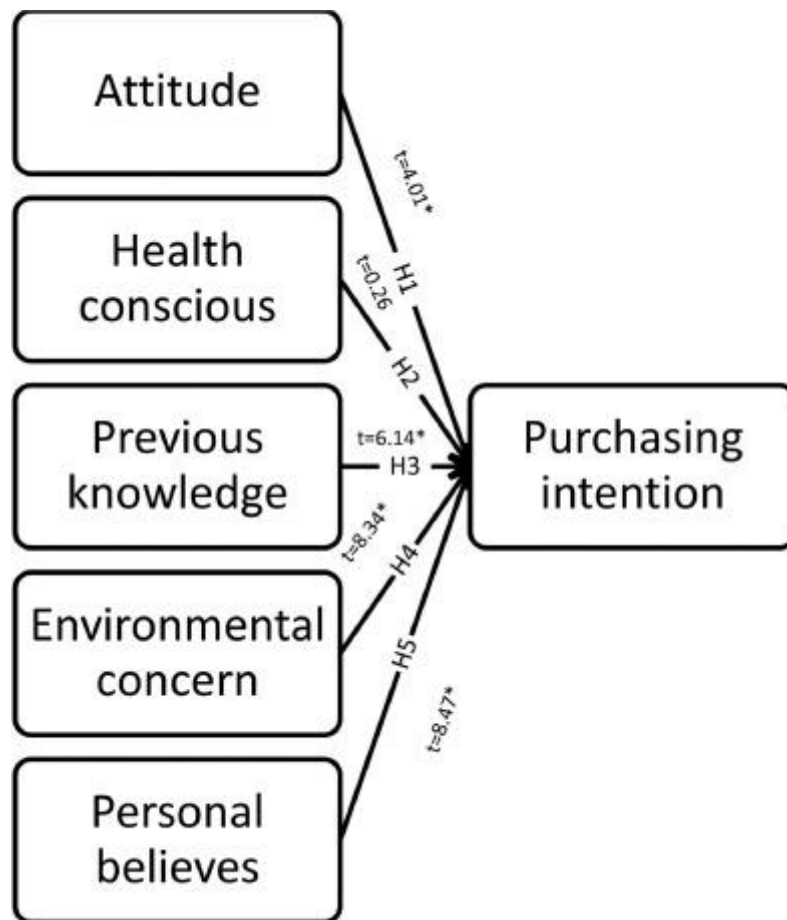 Attitude
t=4.01*
H1
Health
conscious
t=0.26
H2
Previous
knowledge
t=6.14*
H3
Purchasing
intention
Environmental
concern
t=8.34*
H4
Personal
believes
H5
t=8.47*